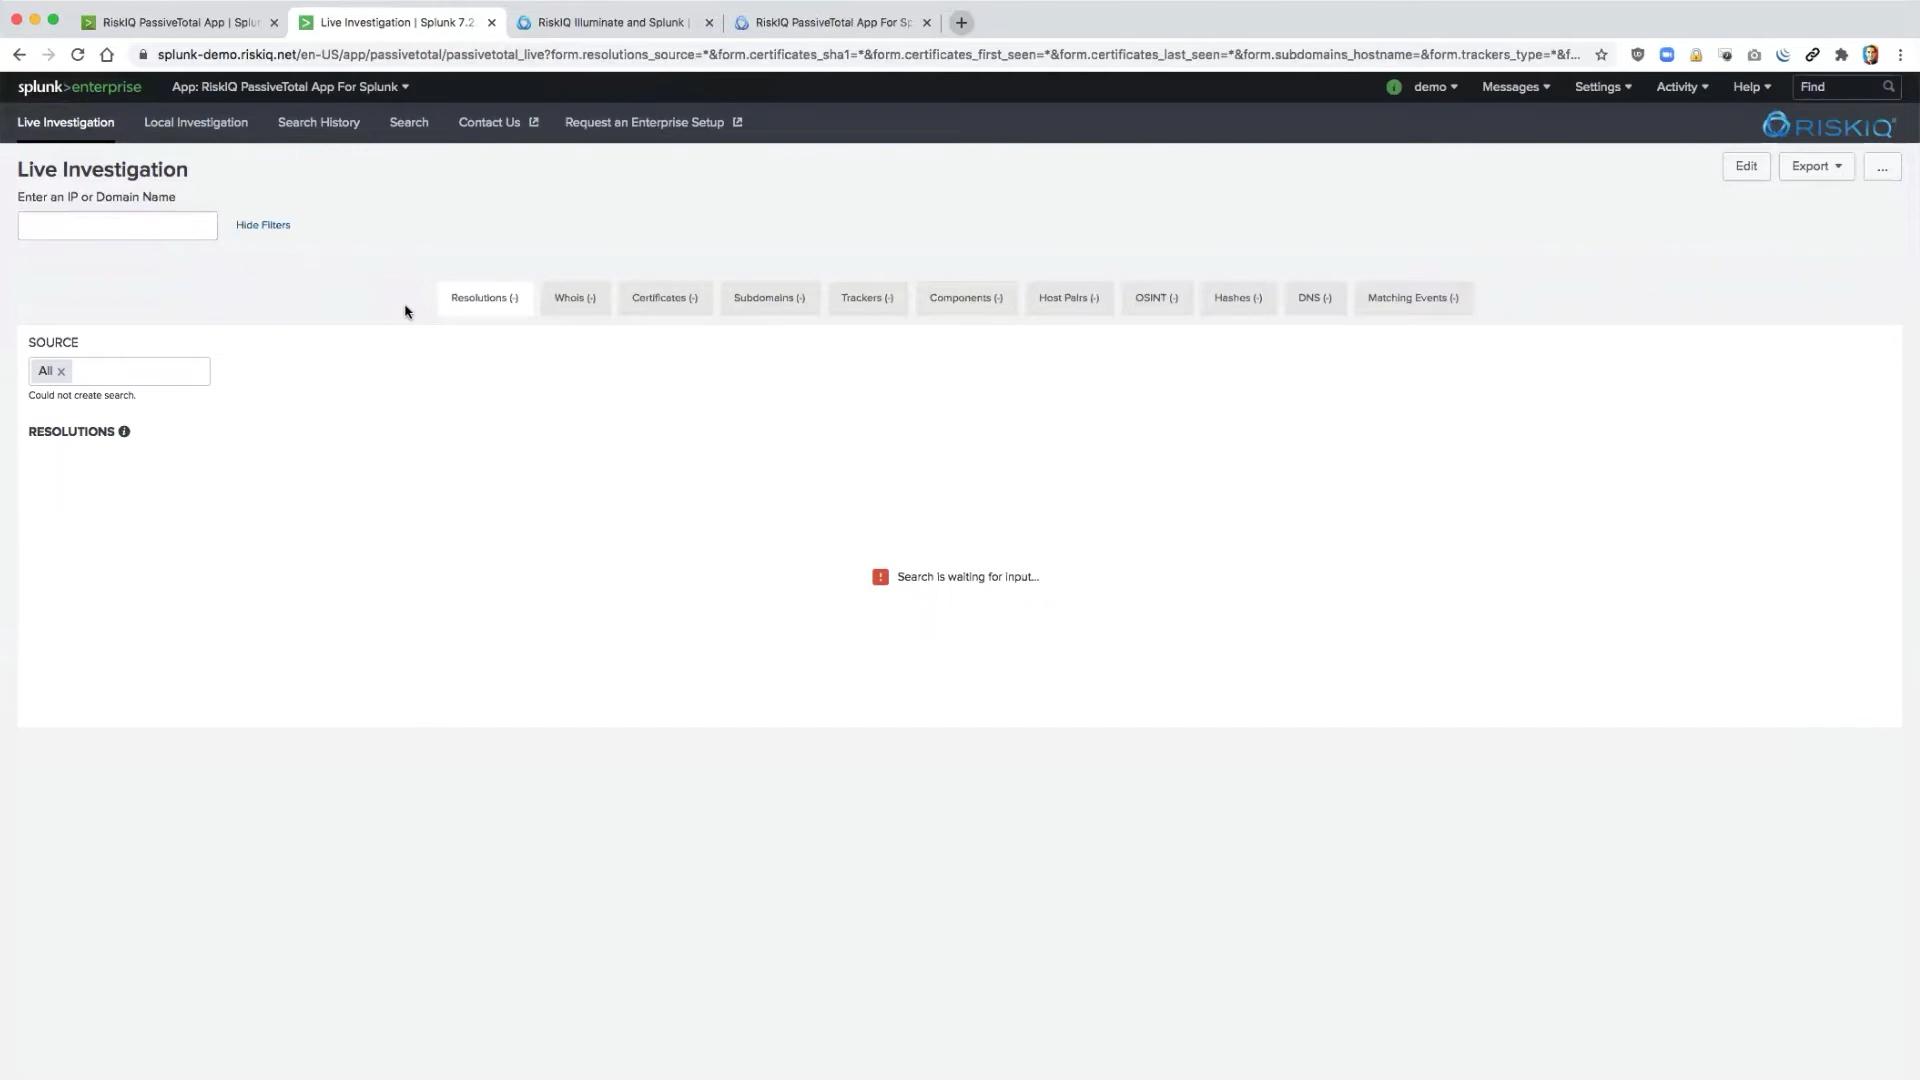 RiskIQ PassiveTotal App | Splu
Live Investigation | Splunk 7.2
RiskIQ Illuminate and Splunk |
RiskIQ PassiveTotal App For Sp
splunk-demo.riskiq.net/en-US/app/passivetotal/passivetotal_live?form.resolutions_source=*&form.certificates_sha1=*&form.certificates_first_seen=*&form.certificates_last_seen=*&form.subdomains_hostname=&form.trackers_type=*&f...
splunk>enterprise App: RiskIQ PassiveTotal App For Splunk
demo Messages Settings Activity Help Find
Live Investigation Local Investigation Search History Search Contact Us Request an Enterprise Setup RISKIQ
Live Investigation
Edit Export ...
Enter an IP or Domain Name
Hide Filters
Resolutions (-) Whois (-) Certificates (-) Subdomains (-) Trackers (-) Components (-) Host Pairs (-) OSINT (-) Hashes (-) DNS (-) Matching Events (-)
SOURCE
All
Could not create search.
RESOLUTIONS
Search is waiting for input...